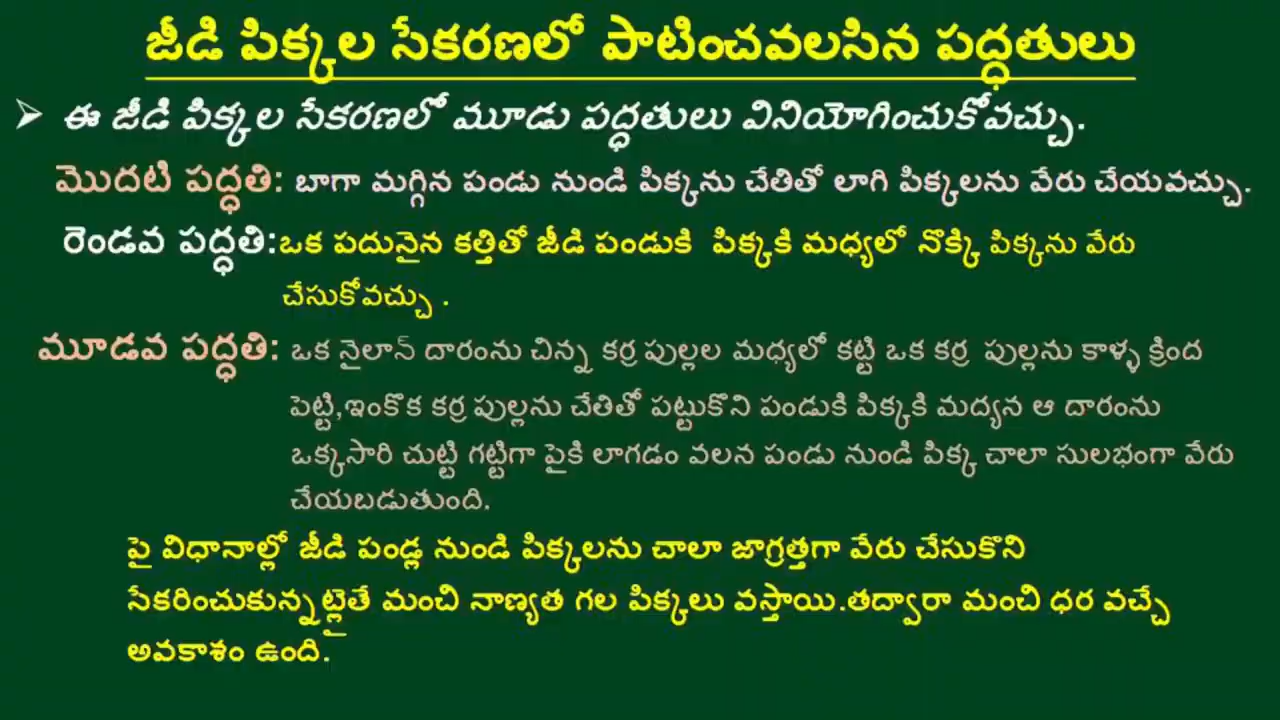 జీడి పిక్కల సేకరణలో పాటించవలసిన పద్ధతులు
ఈ జీడి పిక్కల సేకరణలో మూడు పద్ధతులు వినియోగించుకోవచ్చు.
మొదటి పద్ధతి: బాగా మగ్గిన పండు నుండి పిక్కను చేతితో లాగి పిక్కలను వేరు చేయవచ్చు.
రెండవ పద్ధతి:ఒక పదునైన కత్తితో జీడి పండుకి పిక్కకి మధ్యలో నొక్కి పిక్కను వేరు
చేసుకోవచ్చు .
మూడవ పద్ధతి: ఒక నైలాన్ దారంను చిన్న కర్ర పుల్లల మధ్యలో కట్టి ఒక కర్ర పుల్లను కాళ్ళ క్రింద
పెట్టి,ఇంకొక కర్ర పుల్లను చేతితో పట్టుకొని పండుకి పిక్కకి మద్యన ఆ దారంను
ఒక్కసారి చుట్టి గట్టిగా పైకి లాగడం వలన పండు నుండి పిక్క చాలా సులభంగా వేరు
చేయబడుతుంది.
పై విధానాల్లో జీడి పండ్ల నుండి పిక్కలను చాలా జాగ్రత్తగా వేరు చేసుకొని
సేకరించుకున్నట్లైతే మంచి నాణ్యత గల పిక్కలు వస్తాయి.తద్వారా మంచి ధర వచ్చే
అవకాశం ఉంది.